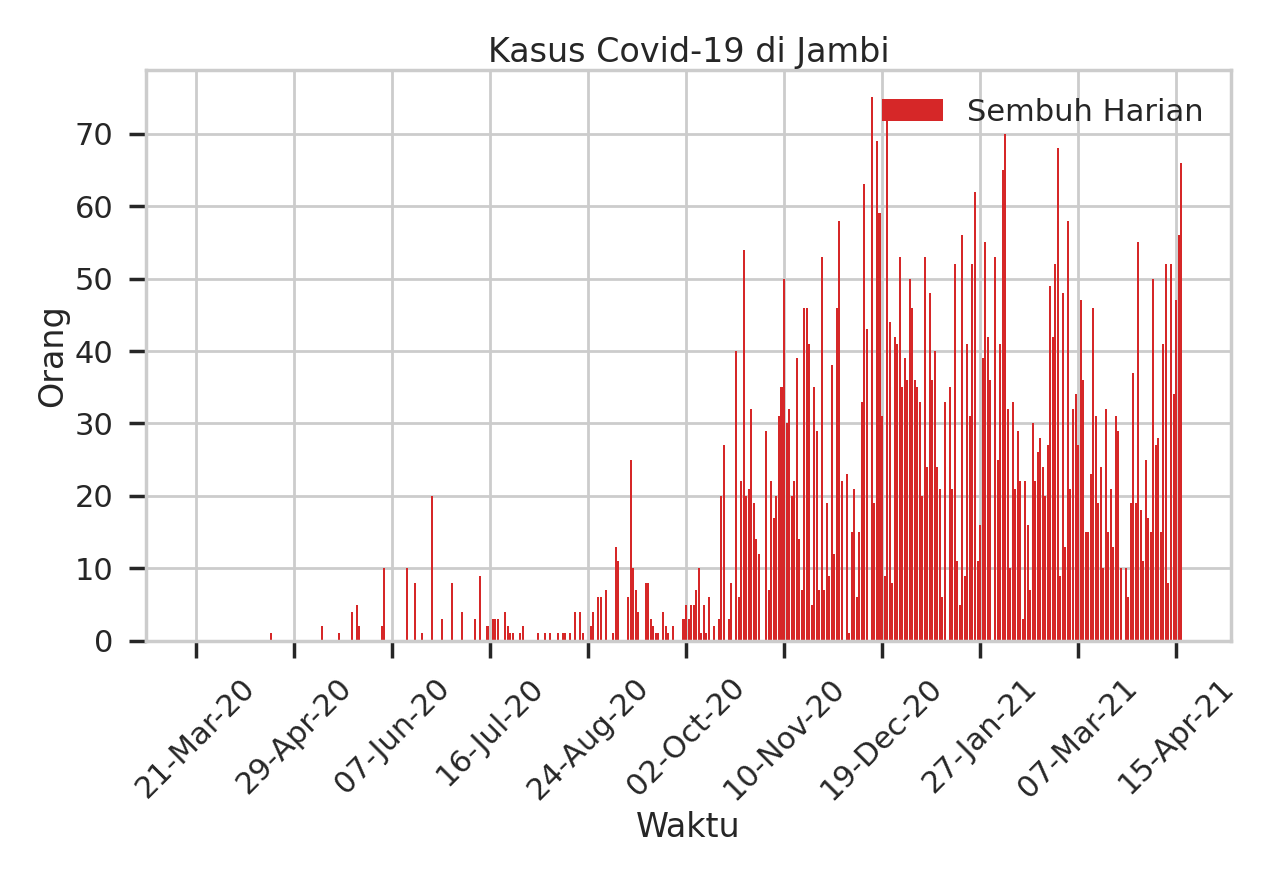 Kasus Covid-19 di Jambi
Sembuh Harian
Orang
70
60
50
40
30
20
10
0
21-Mar-20
29-Apr-20
07-Jun-20
16-Jul-20
24-Aug-20
02-Oct-20
10-Nov-20
19-Dec-20
27-Jan-21
07-Mar-21
15-Apr-21
Waktu